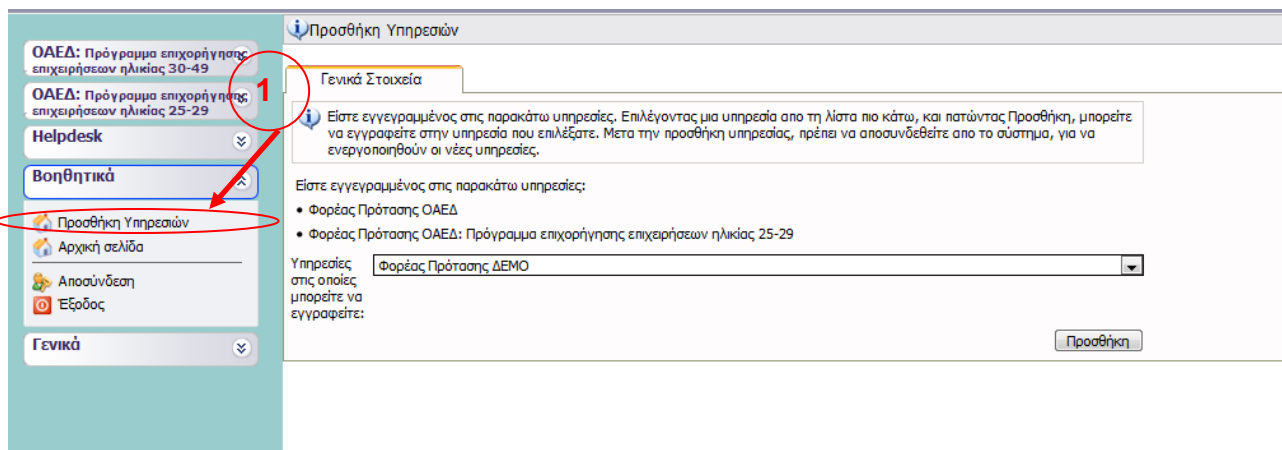 Προσθήκη Υπηρεσιών
ΟΑΕΔ: Πρόγραμμα επιχορήγησης
επιχειρήσεων ηλικίας 30-49
ΟΑΕΔ: Πρόγραμμα επιχορήγησης
επιχειρήσεων ηλικίας 25-29
1
Helpdesk
Βοηθητικά
Προσθήκη Υπηρεσιών
Αρχική σελίδα
Αποσύνδεση
Έξοδος
Γενικά
Γενικά Στοιχεία
Είστε εγγεγραμμένος στις παρακάτω υπηρεσίες. Επιλέγοντας μια υπηρεσία απο τη λίστα πιο κάτω, και πατώντας Προσθήκη, μπορείτε
να εγγραφείτε στην υπηρεσία που επιλέξατε. Μετα την προσθήκη υπηρεσίας, πρέπει να αποσυνδεθείτε απο το σύστημα, για να
ενεργοποιηθούν οι νέες υπηρεσίες.
Είστε εγγεγραμμένος στις παρακάτω υπηρεσίες:
• Φορέας Πρότασης ΟΑΕΔ
• Φορέας Πρότασης ΟΑΕΔ: Πρόγραμμα επιχορήγησης επιχειρήσεων ηλικίας 25-29
Υπηρεσίες
στις οποίες
μπορείτε να
εγγραφείτε:
Φορέας Πρότασης ΔΕΜΟ
Προσθήκη